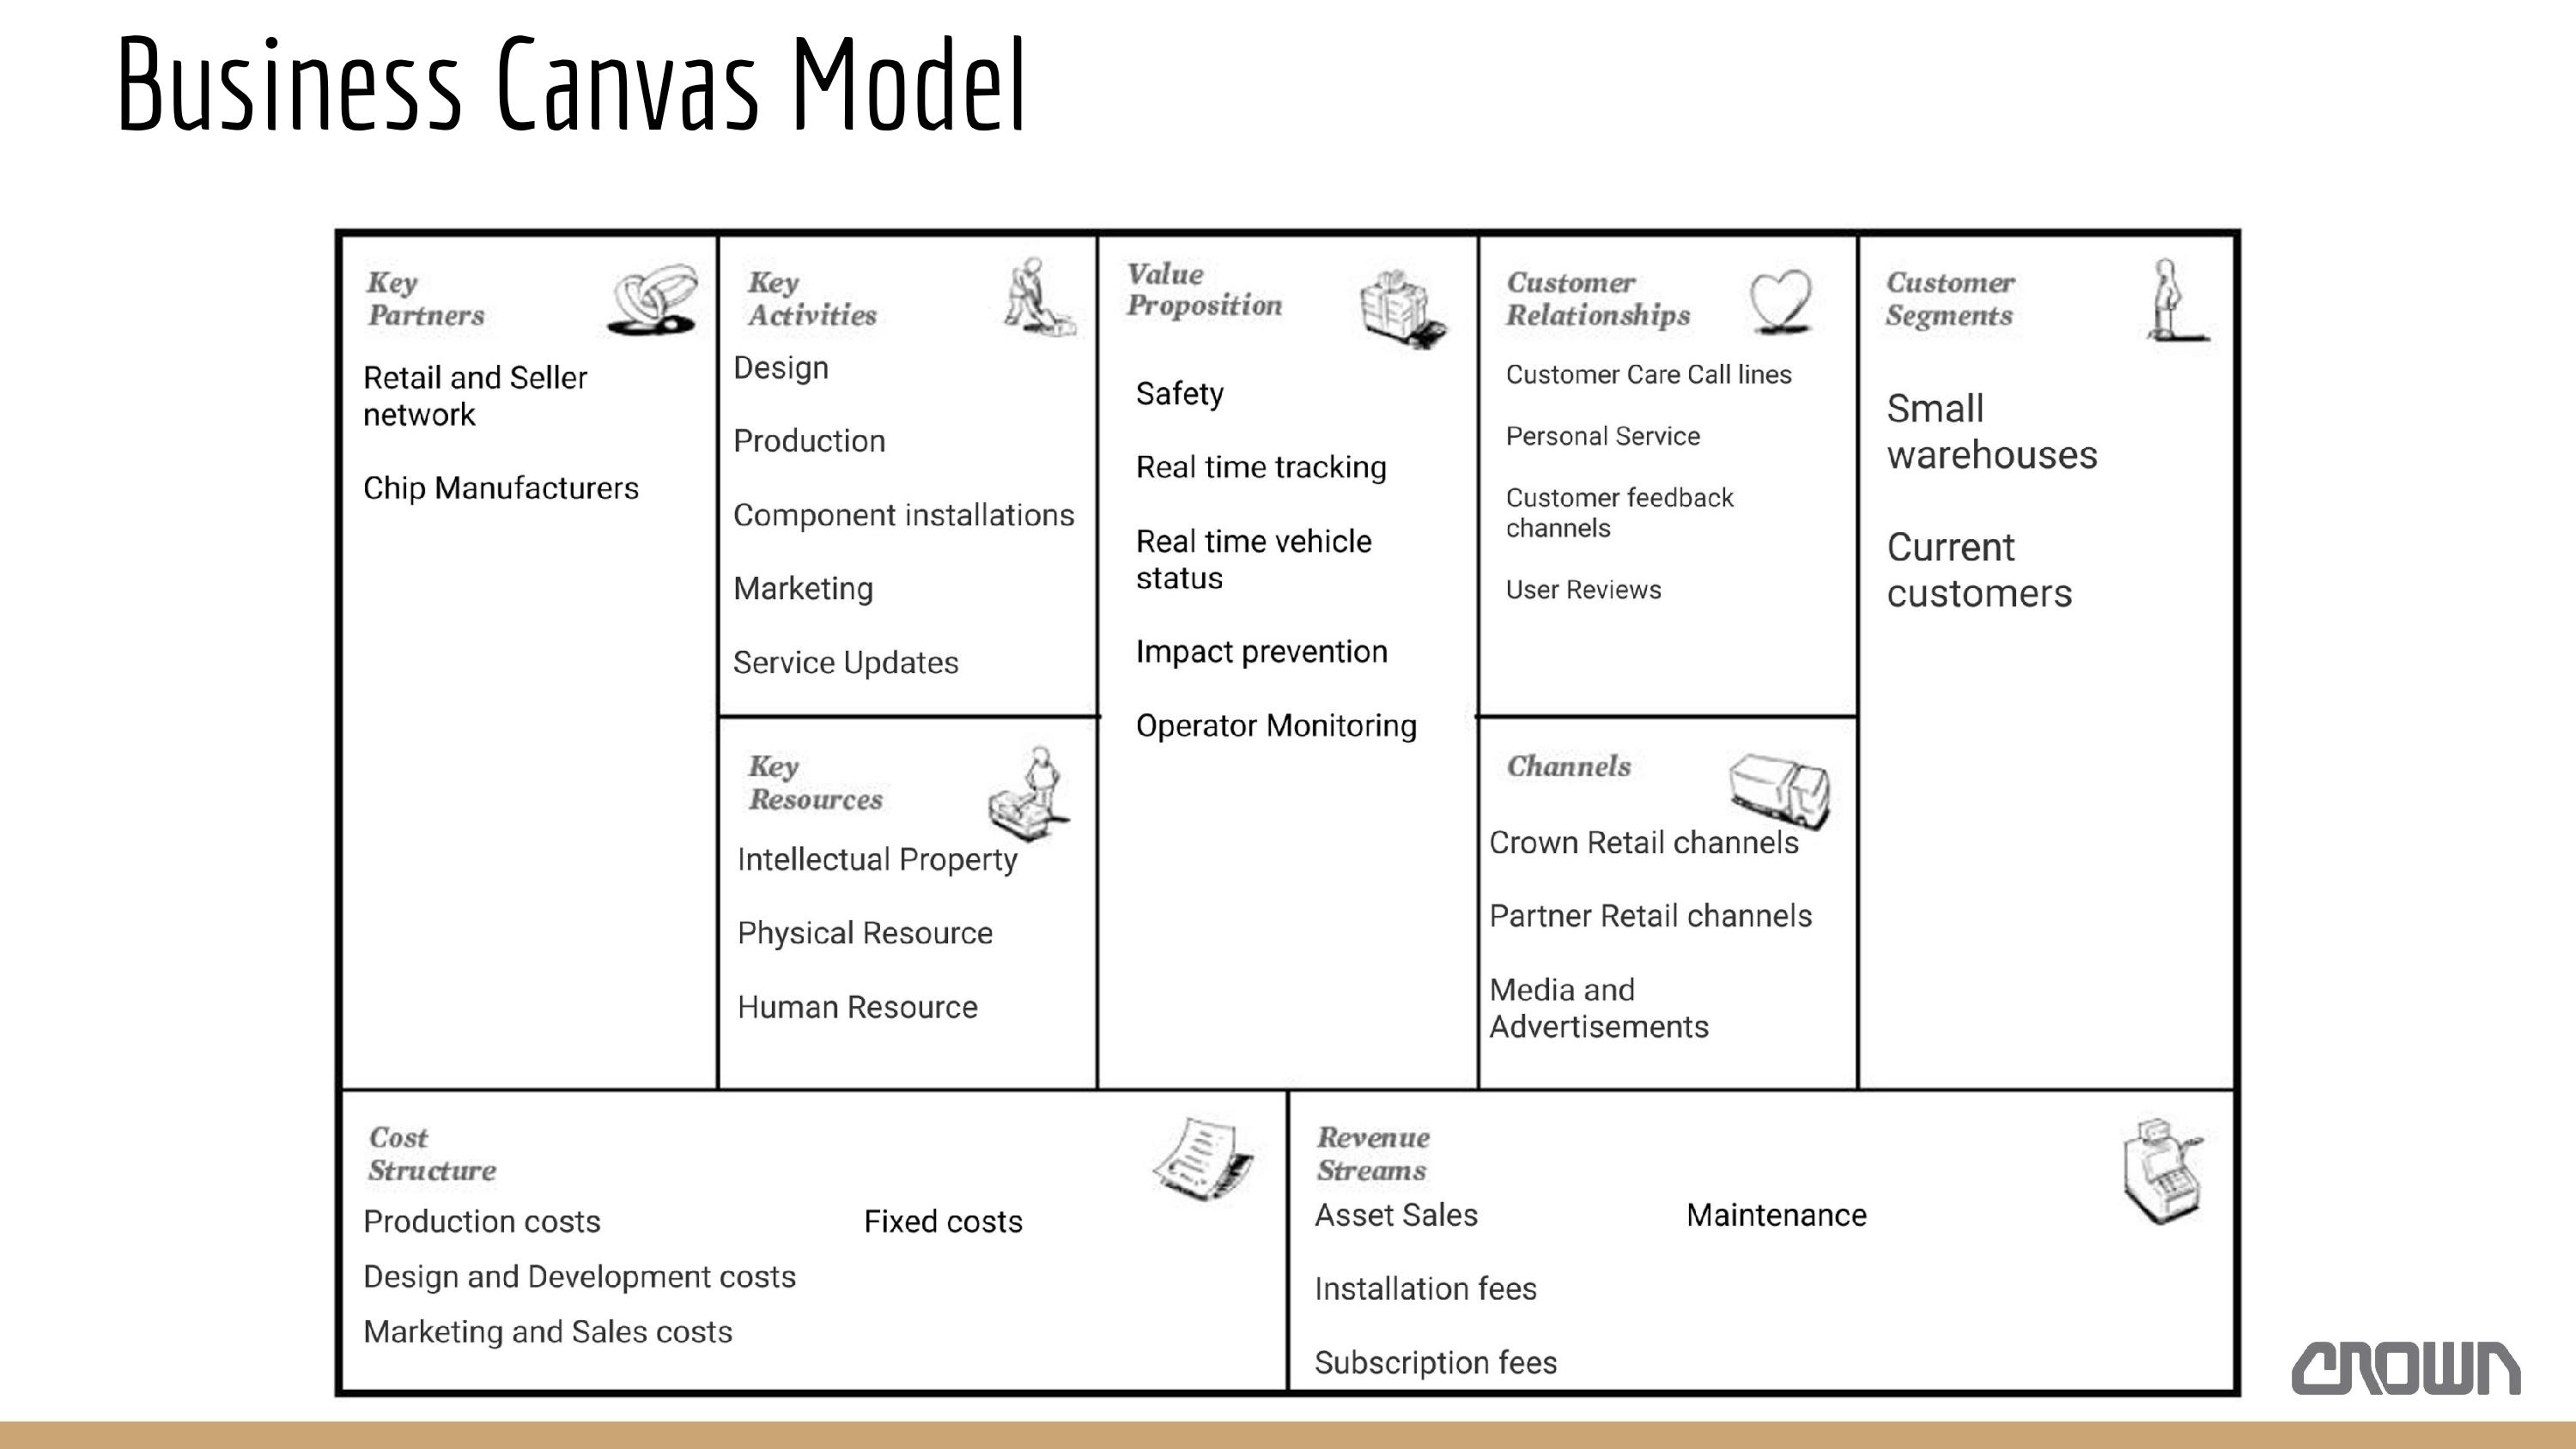 Business Canvas Model
Key
Partners
Retail and Seller
network
Chip Manufacturers
Key
Activities
Design
Production
Component installations
Marketing
Service Updates
Key
Resources
Intellectual Property
Physical Resource
Human Resource
Value
Proposition
Safety
Real time tracking
Real time vehicle
status
Impact prevention
Operator Monitoring
Customer
Relationships
Customer Care Call lines
Personal Service
Customer feedback
channels
User Reviews
Channels
Crown Retail channels
Partner Retail channels
Media and
Advertisements
Customer
Segments
Small
warehouses
Current
customers
Cost
Structure
Production costs
Design and Development costs
Marketing and Sales costs
Fixed costs
Revenue
Streams
Asset Sales
Installation fees
Subscription fees
Maintenance
CROWN